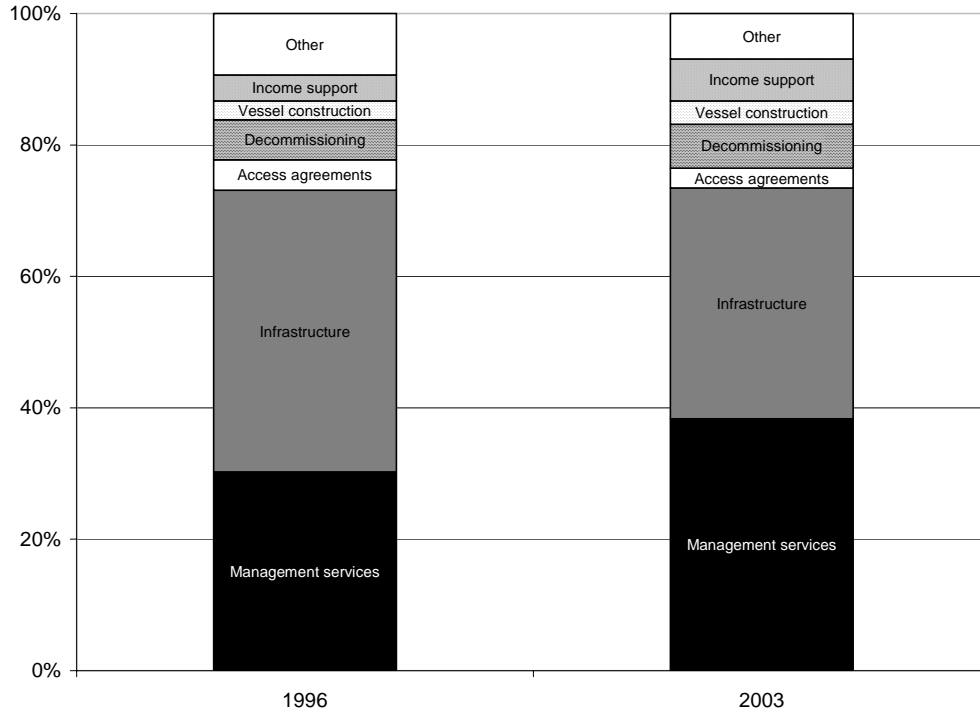 100%
80%
60%
40%
20%
0%
Other
Income support
Vessel construction
Decommissioning
Access agreements
Infrastructure
Management services
1996
Other
Income support
Vessel construction
Decommissioning
Access agreements
Infrastructure
Management services
2003